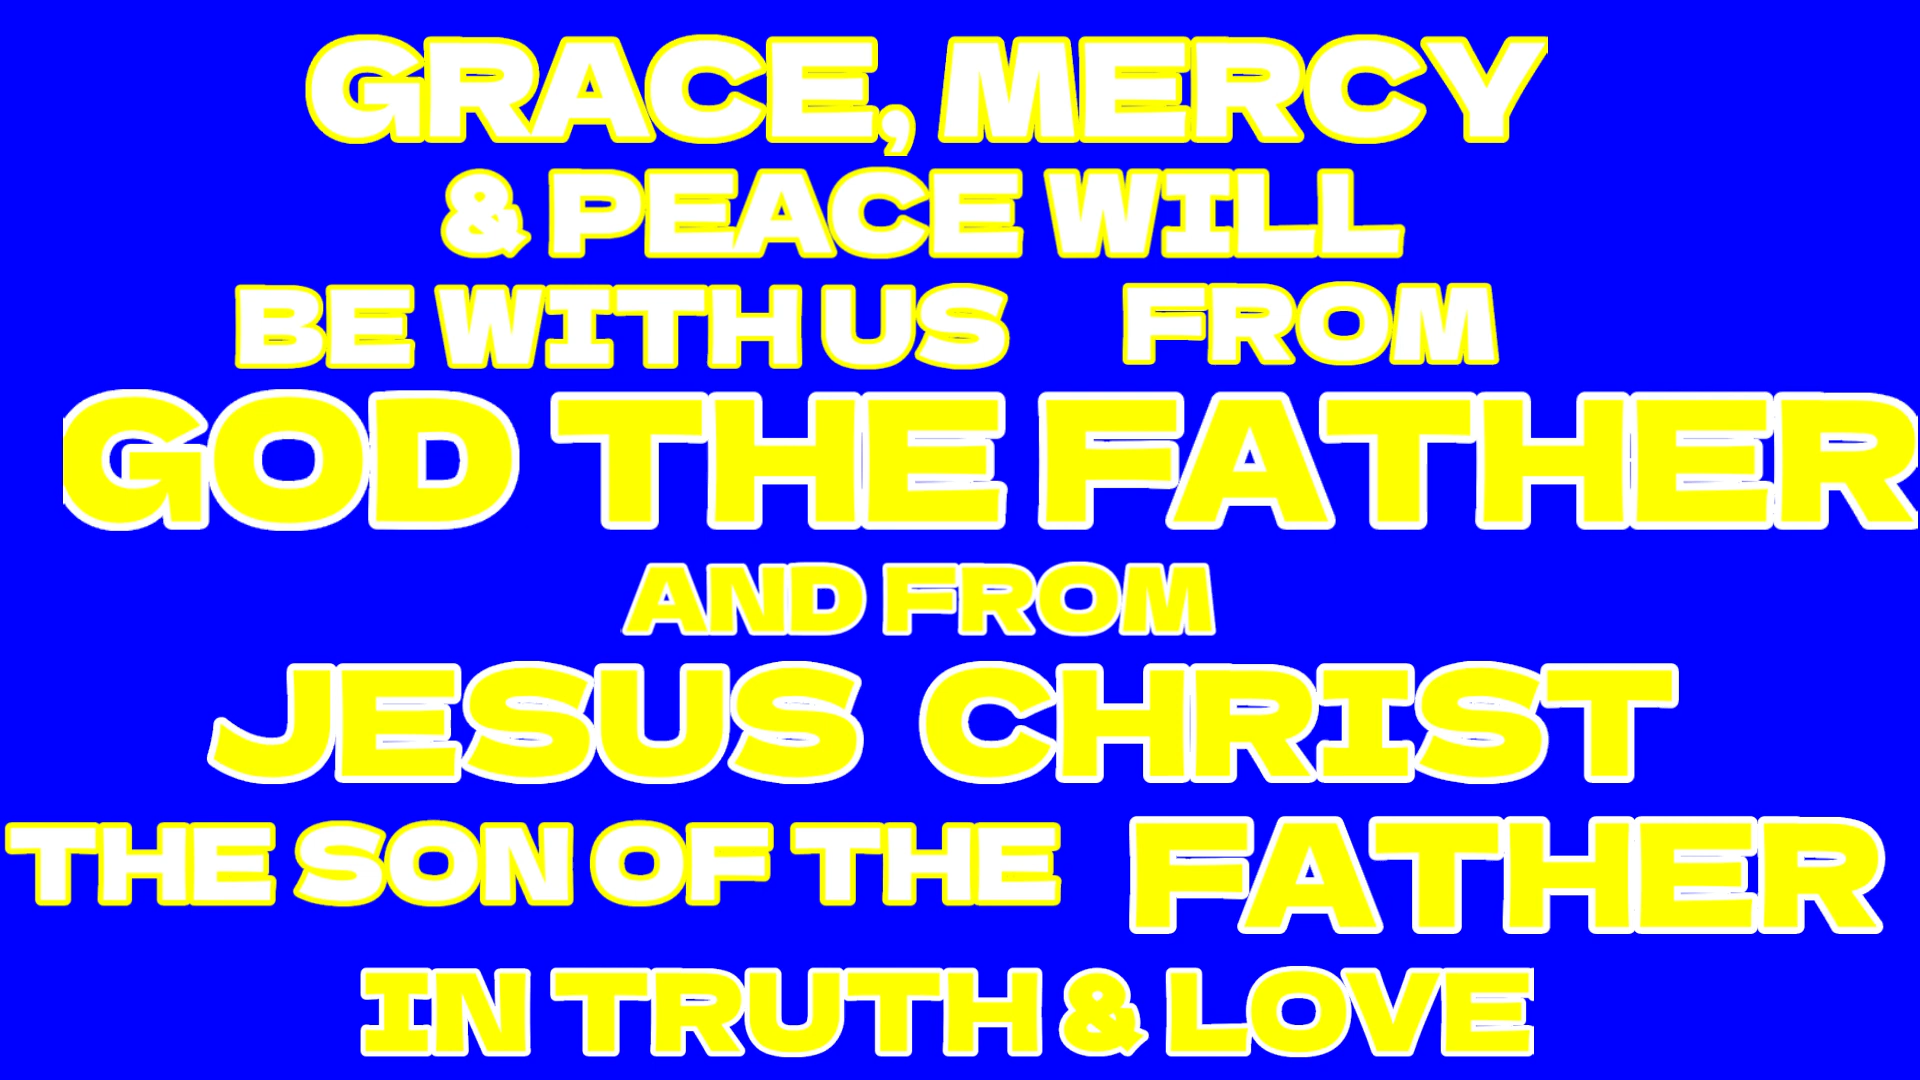 GRACE, MERCY
& PEACE WILL
BE WITH US FROM
GOD THE FATHER
AND FROM
JESUS CHRIST
THE SON OF THE FATHER
IN TRUTH & LOVE